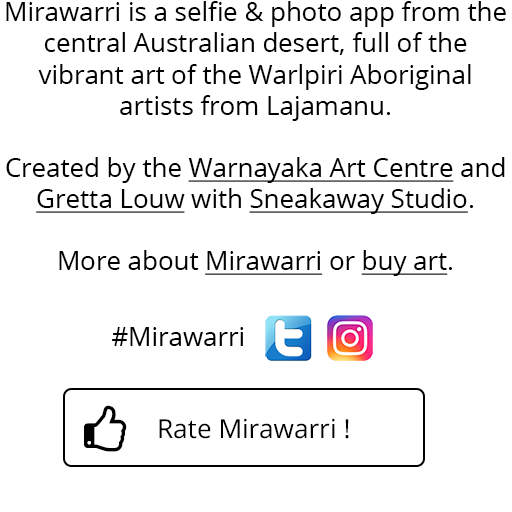 Mirawarri is a selfie & photo app from the
central Australian desert, full of the
vibrant art of the Warlpiri Aboriginal
artists from Lajamanu.
Created by the Warnayaka Art Centre and
Gretta Louw with Sneakaway Studio.
More about Mirawarri or buy art.
#Mirawarri
Rate Mirawarri !